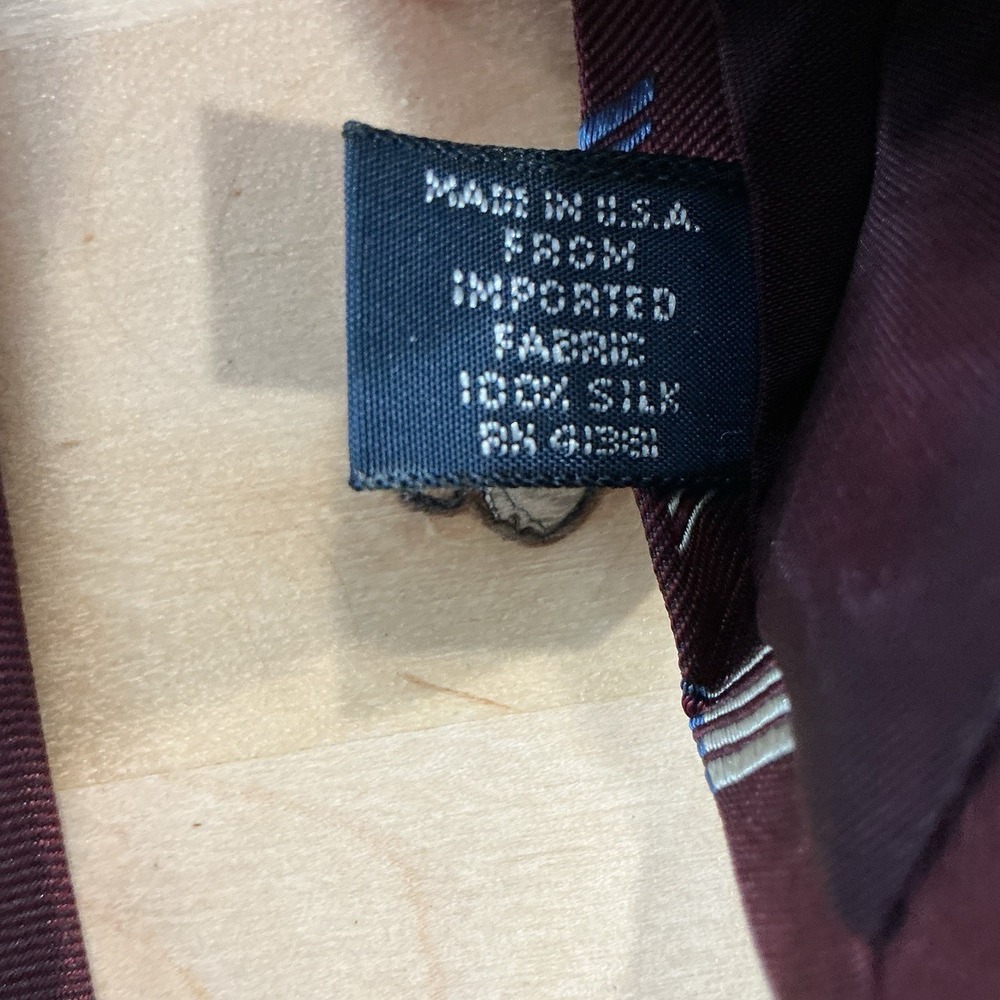 MADE IN U.S.A.
FROM
IMPORTED
FABRIC
100% SILK
RN 41381